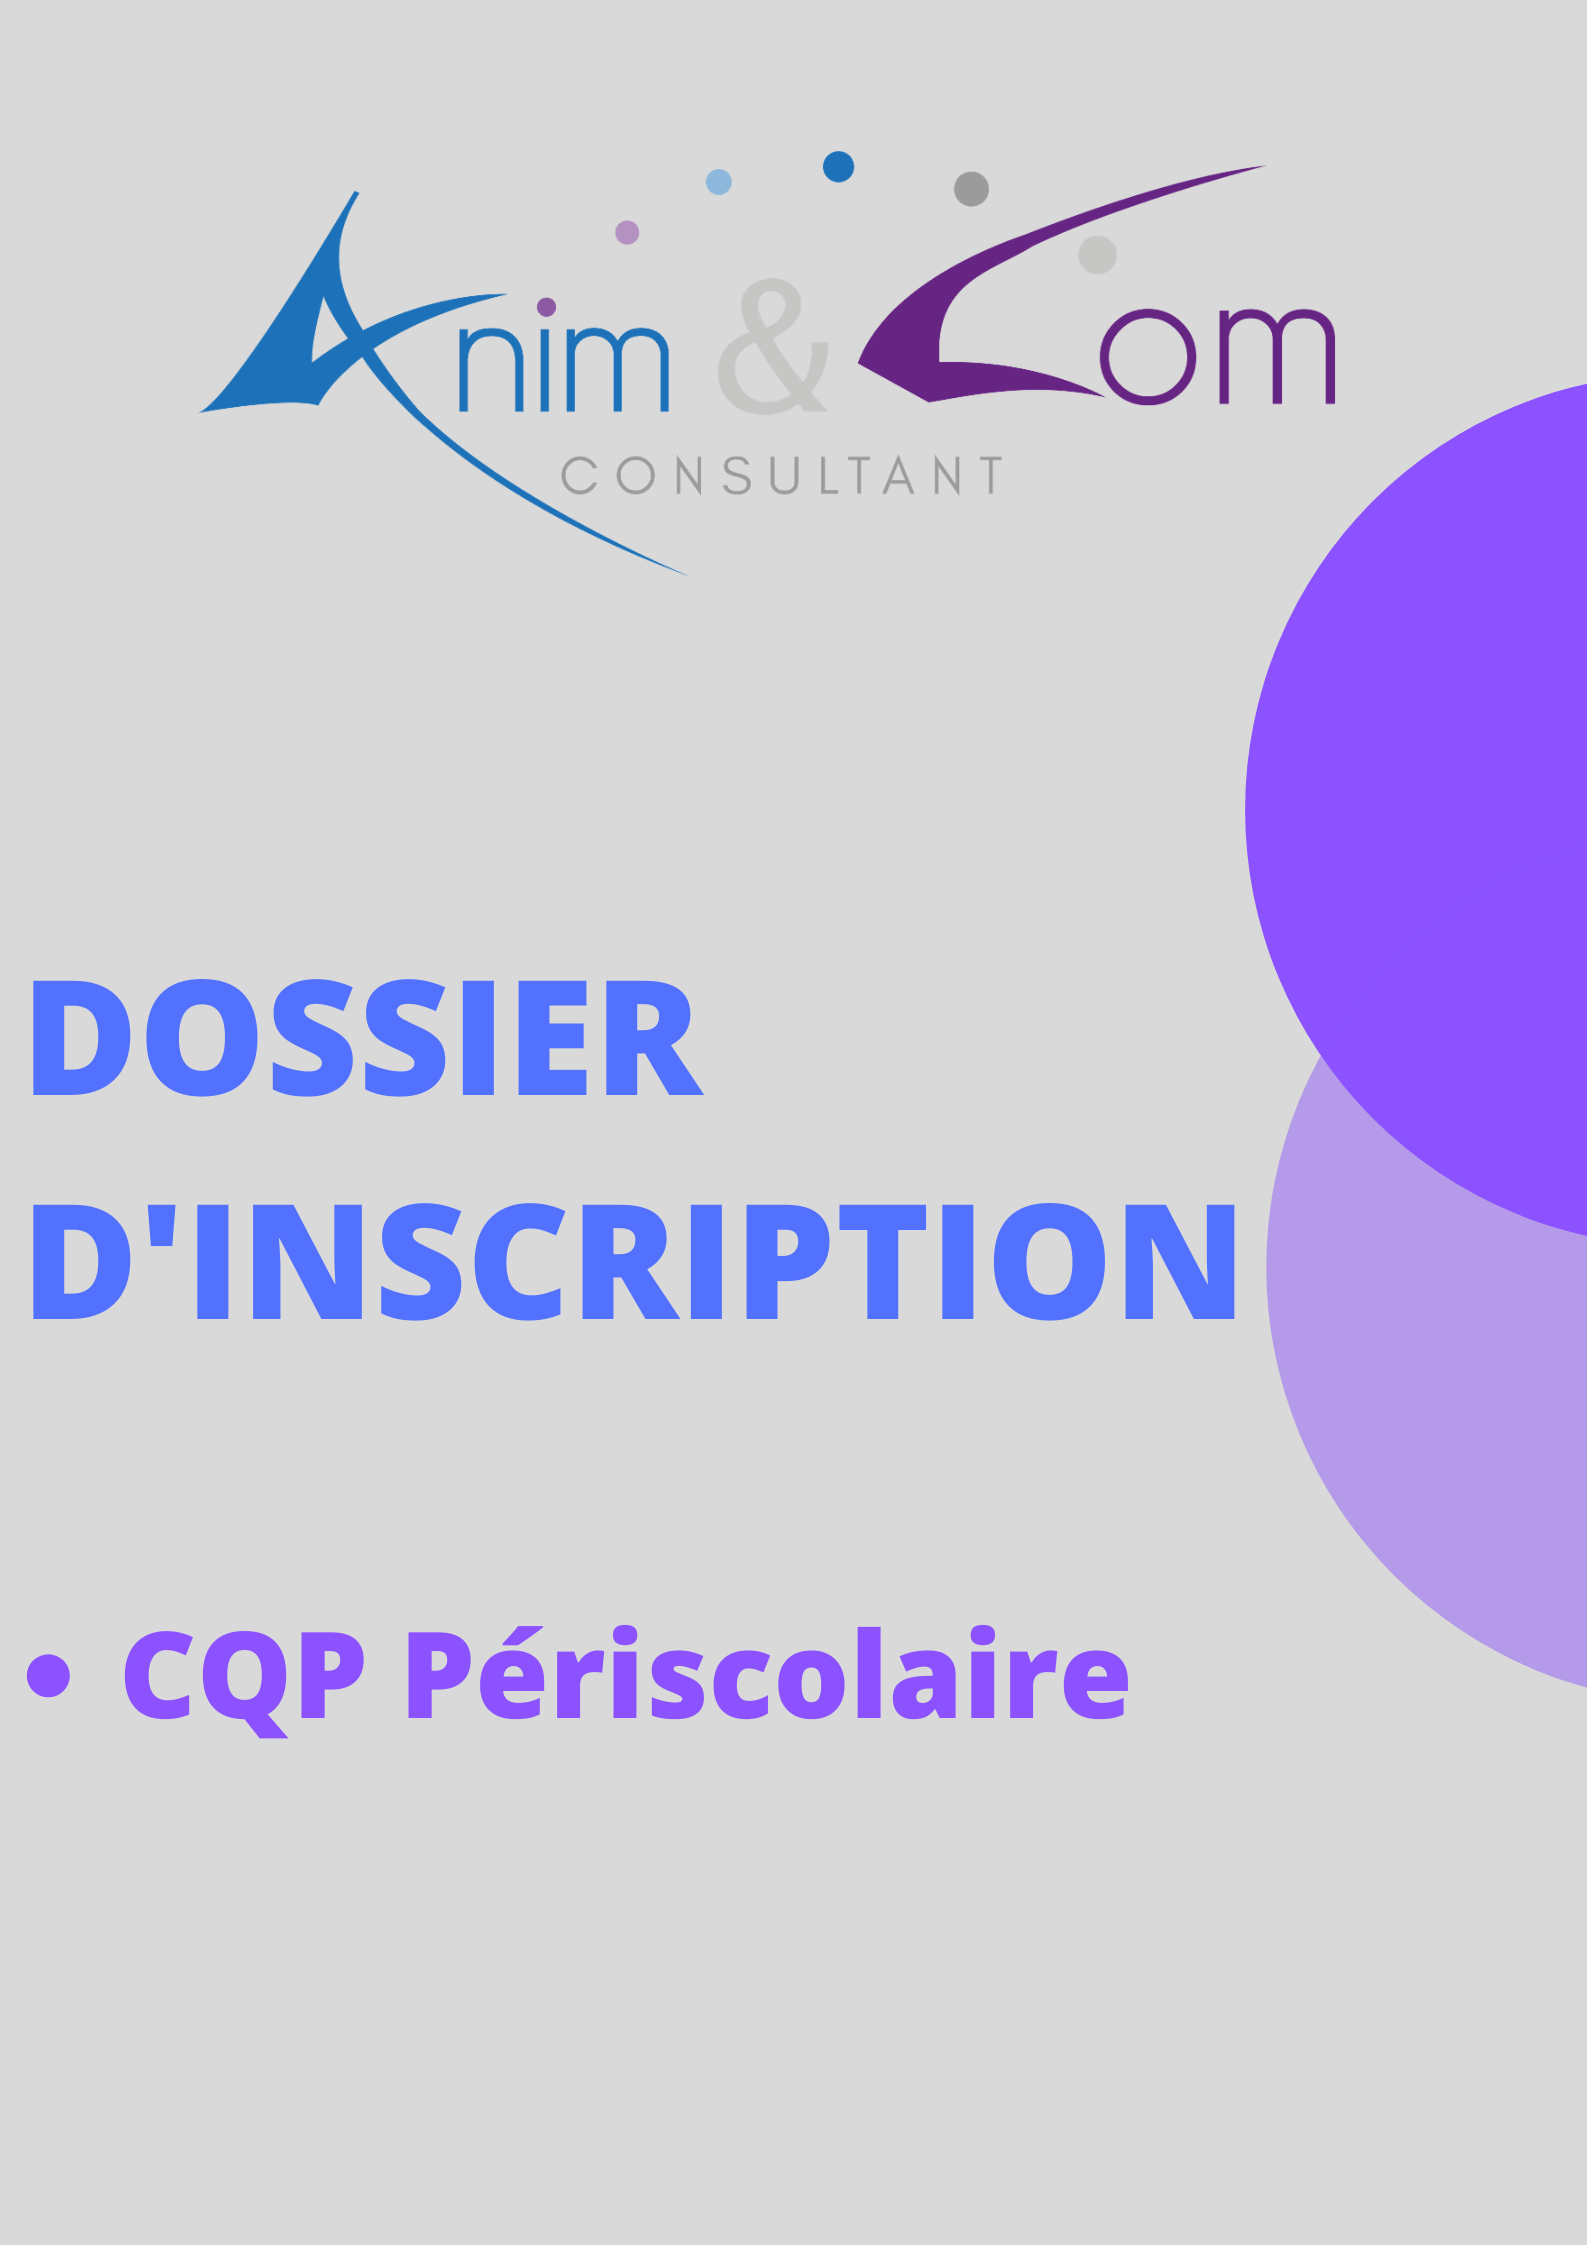 Anim & Com
CONSULTANT
DOSSIER
D'INSCRIPTION
• CQP Périscolaire